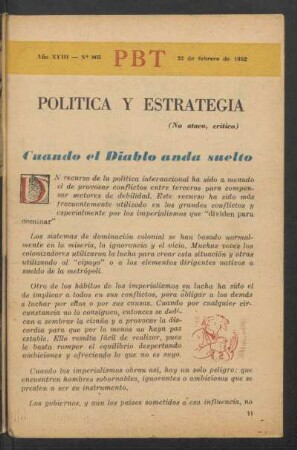 Año XXIII — Nº 805 PBT 22 de febrero de 1952
POLITICA Y ESTRATEGIA
(No ataco, critico)
Cuando el Diablo anda suelto
UN recurso de la política internacional ha sido a menudo
el de provocar conflictos entre terceros para compen-
sar sectores de debilidad. Este recurso ha sido más
frecuentemente utilizado en los grandes conflictos y
especialmente por los imperialismos que "dividen para
dominar"
Los sistemas de dominación colonial se han basado normal-
mente en la miseria, la ignorancia y el vicio. Muchas veces los
colonizadores utilizaron la lucha para crear esta situación y otras
utilizando al "cipayo" o a los elementos dirigentes nativos a
sueldo de la metrópoli.
Otro de los hábitos de los imperialismos en lucha ha sido el
de implicar a todos en sus conflictos, para obligar a los demás
a luchar por ellos o por sus causas. Cuando por cualquier cir-
cunstancia no lo consiguen, entonces se dedi-
can a sembrar la cizaña y a provocar la dis-
cordia para que por lo menos no haya paz
estable. Ello resulta fácil de realizar, pues
le basta romper el equilibrio despertando
ambiciones y ofreciendo lo que no es suyo.
Cuando los imperialismos obran así, hay un solo peligro: que
encuentren hombres sobornables, ignorantes o ambiciosos que se
presten a ser su instrumento.
Los gobiernos, y aun los países sometidos a esa influencia, no
11